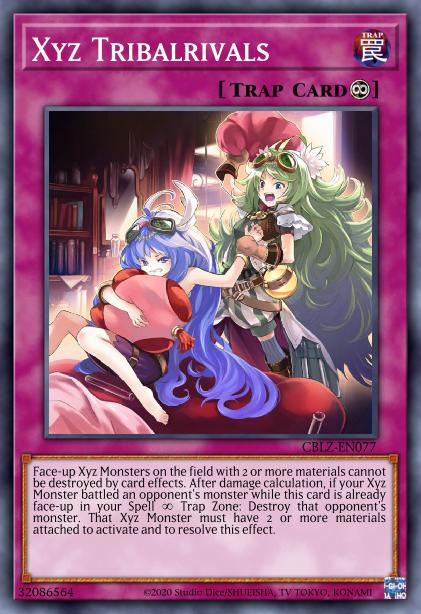 Xyz Tribalrivals
TRAP
罠
[Trap Card∞]
CBLZ-EN077
Face-up Xyz Monsters on the field with 2 or more materials cannot
be destroyed by card effects. After damage calculation, if your Xyz
Monster battled an opponent's monster while this card is already
face-up in your Spell ∞ Trap Zone: Destroy that opponent's
monster. That Xyz Monster must have 2 or more materials
attached to activate and to resolve this effect.
32086564
©2020 Studio Dice/SHUEISHA, TV TOKYO, KONAMI